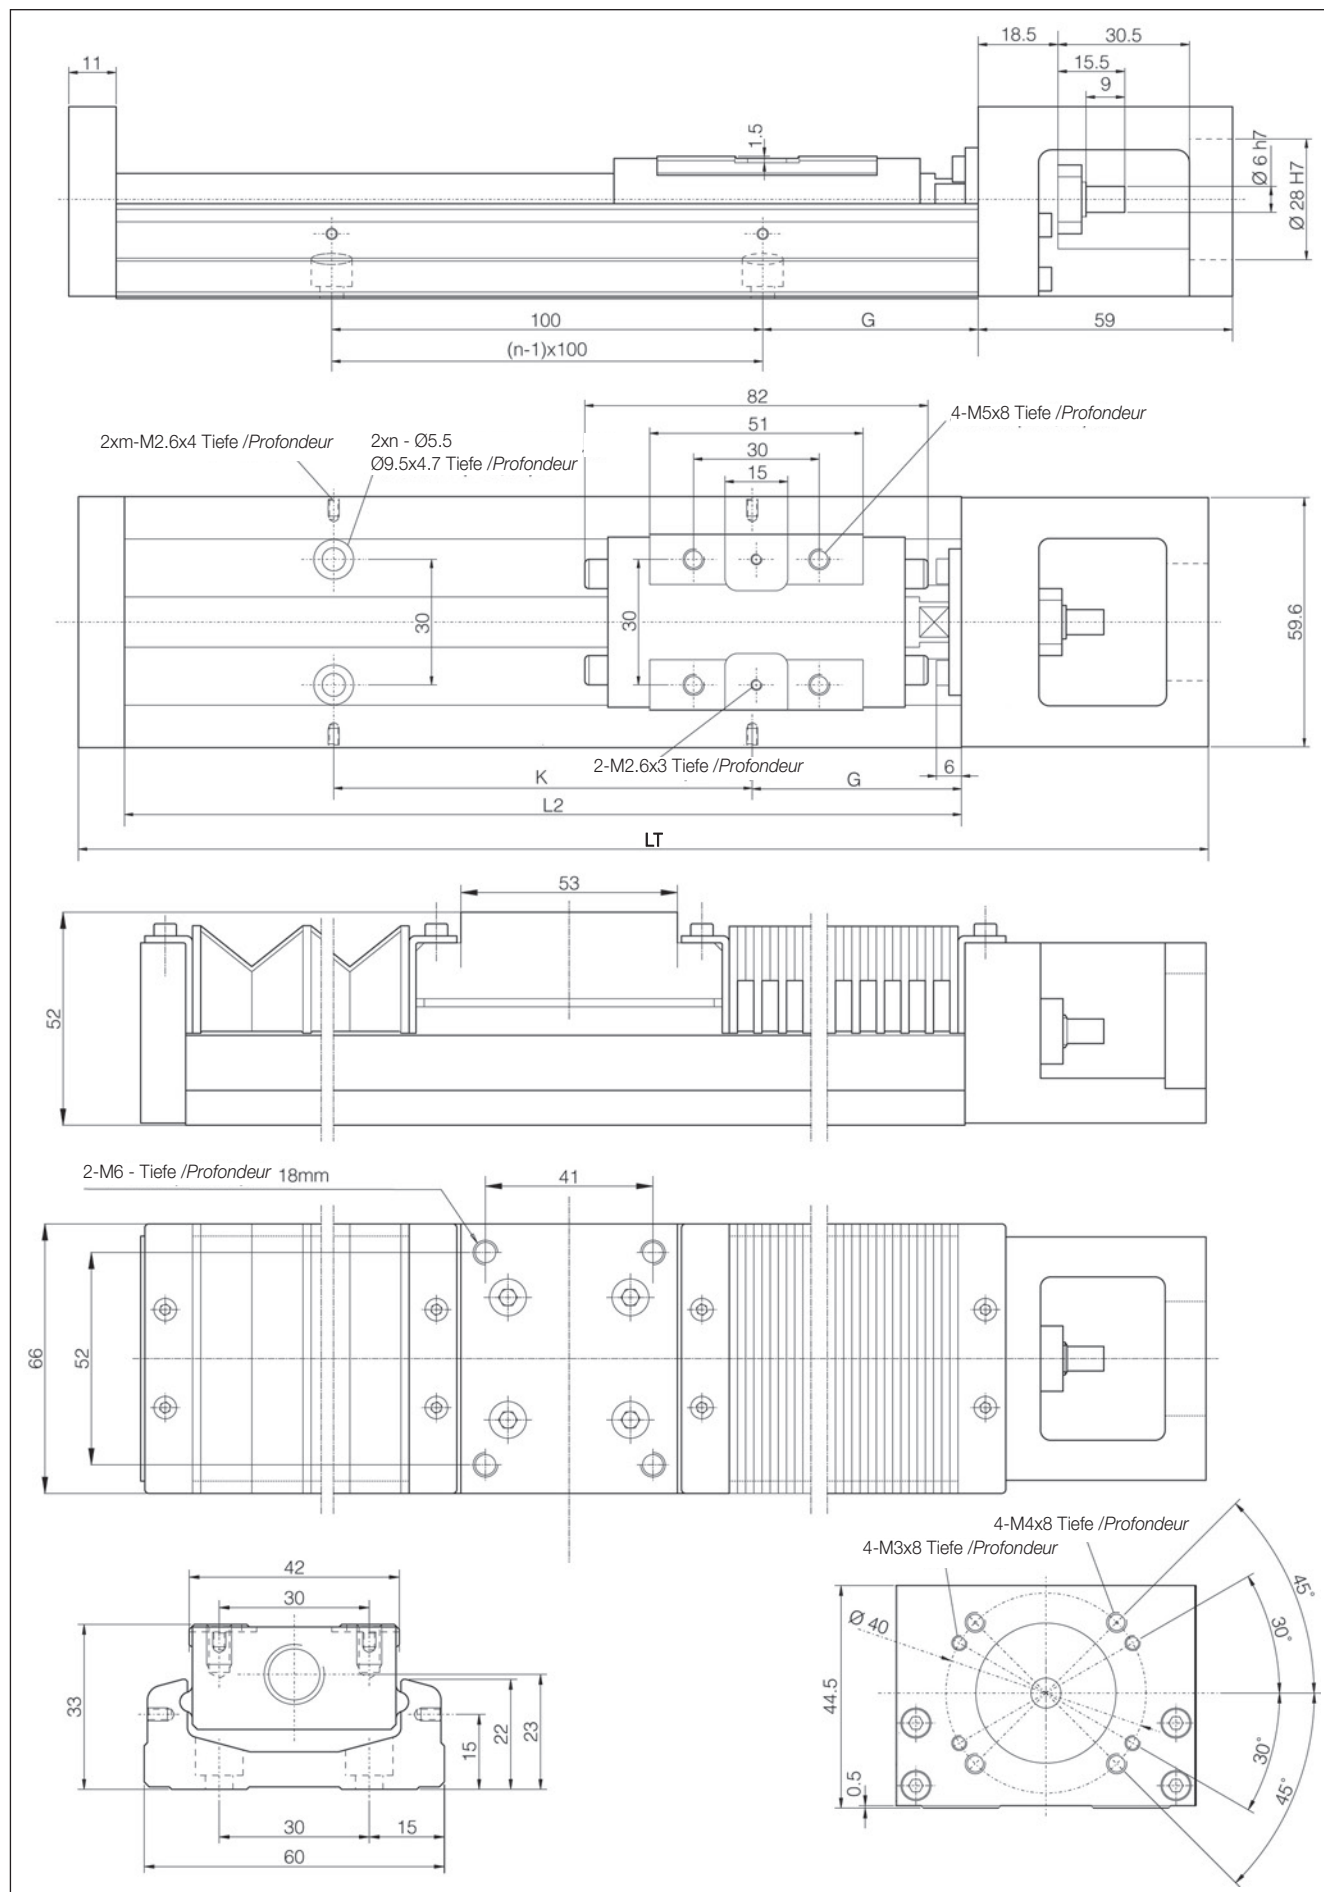 18.5
30.5
11
15.5
9
1.5
Ø 6 h7
Ø 28 H7
100
G
59
(n-1)x100
82
4-M5x8 Tiefe /Profondeur
2xm-M2.6x4 Tiefe /Profondeur
2xn - Ø5.5
Ø9.5x4.7 Tiefe /Profondeur
51
30
15
30
30
59.6
2-M2.6x3 Tiefe /Profondeur
6
K
G
L2
LT
53
52
2-M6 - Tiefe /Profondeur 18mm
41
66
52
4-M4x8 Tiefe /Profondeur
4-M3x8 Tiefe /Profondeur
42
30
33
15
22
23
30
15
60
Ø 40
44.5
0.5
45°
30°
30°
45°